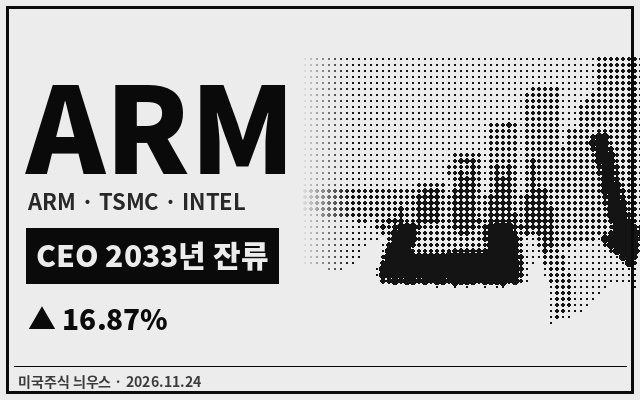 ARM
ARM · TSMC · INTEL
CEO 2033년 잔류
▲ 16.87%
미국주식 늬우스 · 2026.11.24